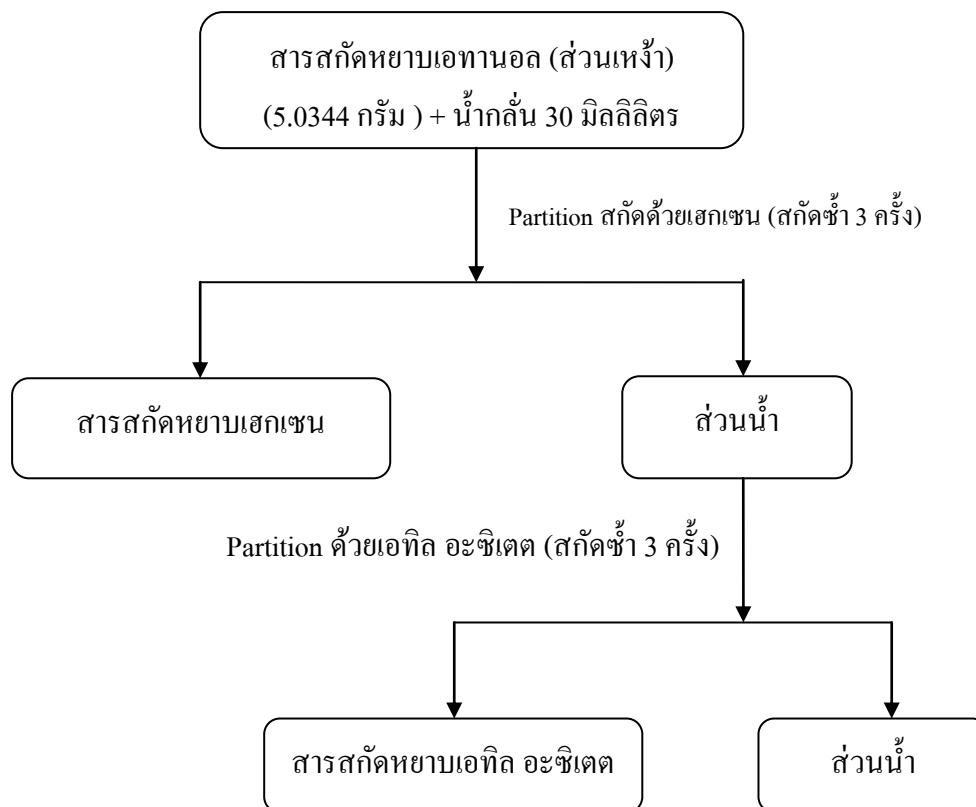 สารสกัดหยาบเอทานอล (ส่วนเหง้า)
(5.0344 กรัม ) + น้ำกลั่น 30 มิลลิลิตร
Partition สกัดด้วยเฮกเซน (สกัดซ้ำ 3 ครั้ง)
สารสกัดหยาบเฮกเซน
ส่วนน้ำ
Partition ด้วยเอทิล อะซิเตต (สกัดซ้ำ 3 ครั้ง)
สารสกัดหยาบเอทิล อะซิเตต
ส่วนน้ำ